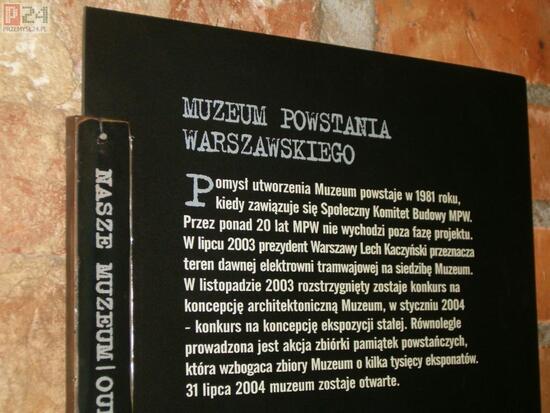 P24
PRZEMYSL24.PL
MUZEUM POWSTANIA
WARSZAWSKIEGO
Pomysł utworzenia Muzeum powstaje w 1981 roku,
kiedy zawiązuje się Społeczny Komitet Budowy MPW.
Przez ponad 20 lat MPW nie wychodzi poza fazę projektu.
W lipcu 2003 prezydent Warszawy Lech Kaczyński przeznacza
teren dawnej elektrowni tramwajowej na siedzibę Muzeum.
W listopadzie 2003 rozstrzygnięty zostaje konkurs na
koncepcję architektoniczną Muzeum, w styczniu 2004
- konkurs na koncepcję ekspozycji stałej. Równolegle
prowadzona jest akcja zbiórki pamiątek powstańczych,
która wzbogaca zbiory Muzeum o kilka tysięcy eksponatów.
31 lipca 2004 muzeum zostaje otwarte.
NASZE MUZEUM|